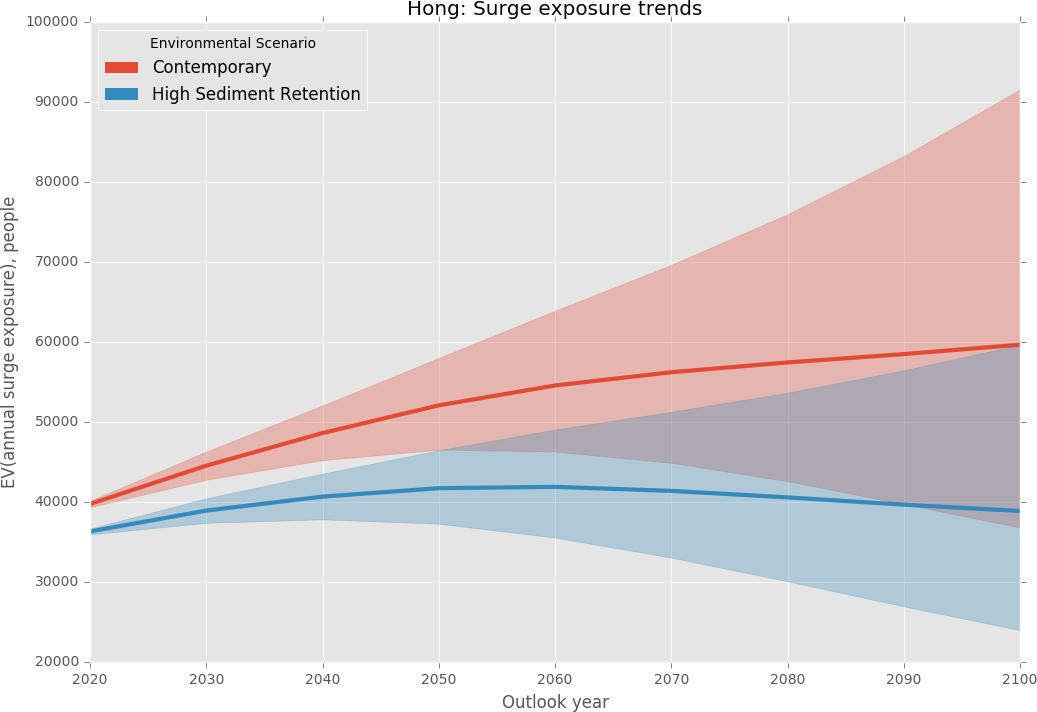 Hong: Surge exposure trends
Environmental Scenario
Contemporary
High Sediment Retention
EV(annual surge exposure), people
100000
90000
80000
70000
60000
50000
40000
30000
20000
2020 2030 2040 2050 2060 2070 2080 2090 2100
Outlook year